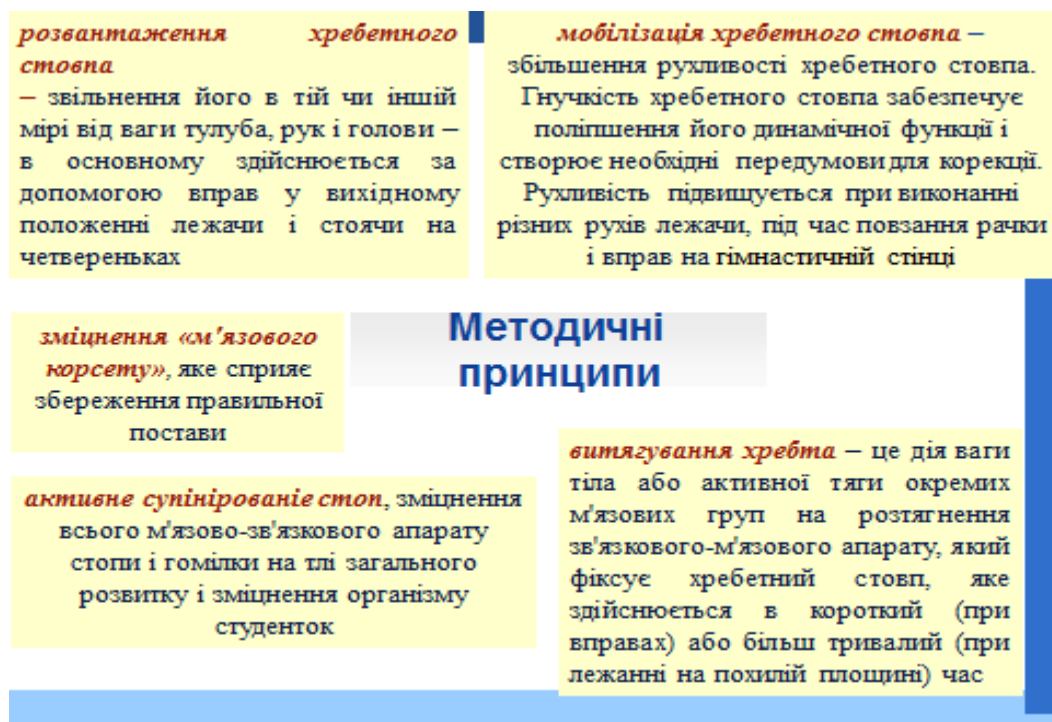 розвантаження хребетного
стовпа
– звільнення його в тій чи іншій
мірі від ваги тулуба, рук і голови –
в основному здійснюється за
допомогою вправ у вихідному
положенні лежачи і стоячи на
четвереньках
мобілізація хребетного стовпа –
збільшення рухливості хребетного стовпа.
Гнучкість хребетного стовпа забезпечує
поліпшення його динамічної функції і
створює необхідні передумови для корекції.
Рухливість підвищується при виконанні
різних рухів лежачи, під час повзання рачки
і вправ на гімнастичній стінці
Методичні
принципи
зміцнення «м'язового
корсету», яке сприяє
збереження правильної
постави
активне супініровані​е стоп, зміцнення
всього м'язово-зв'язкового апарату
стопи і гомілки на тлі загального
розвитку і зміцнення організму
студенток
витягування хребта – це дія ваги
тіла або активної тяги окремих
м'язових груп на розтягнення
зв'язкового-м'язового апарату, який
фіксує хребетний стовп, яке
здійснюється в короткий (при
вправах) або більш тривалий (при
лежанні на похилій площині) час